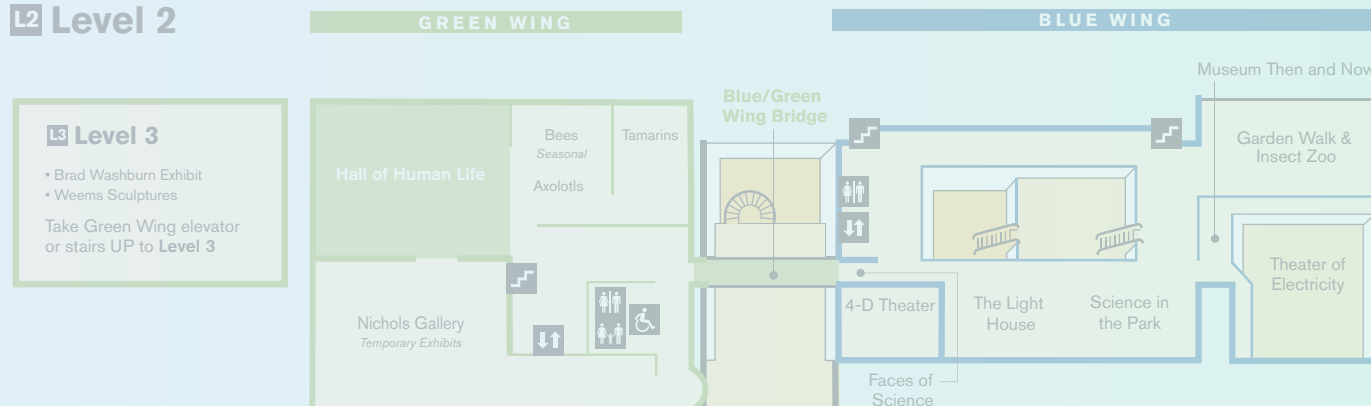 L2 Level 2
GREEN WING
BLUE WING
L3 Level 3
• Brad Washburn Exhibit
• Weems Sculptures
Take Green Wing elevator
or stairs UP to Level 3
Hall of Human Life
Bees
Seasonal
Axolotls
Tamarins
Nichols Gallery
Temporary Exhibits
Blue/Green
Wing Bridge
4-D Theater
The Light
House
Science in
the Park
Faces of
Science
Museum Then and Now
Garden Walk &
Insect Zoo
Theater of
Electricity